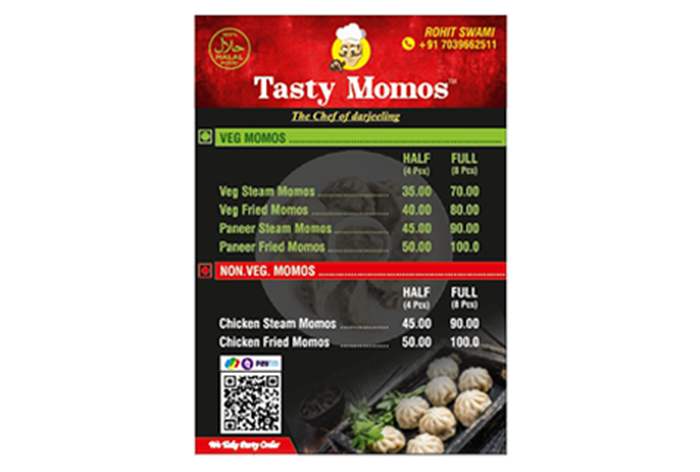 100%
حلال
HALAL
ROHIT SWAMI
+91 7039662511
Tasty Momos™
The Chef of darjeeling
VEG MOMOS
HALF FULL
(4 Pcs) (8 Pcs)
Veg Steam Momos 35.00 70.00
Veg Fried Momos 40.00 80.00
Paneer Steam Momos 45.00 90.00
Paneer Fried Momos 50.00 100.0
NON.VEG. MOMOS
HALF FULL
(4 Pcs) (8 Pcs)
Chicken Steam Momos 45.00 90.00
Chicken Fried Momos 50.00 100.0
Paytm
We Take Party Order